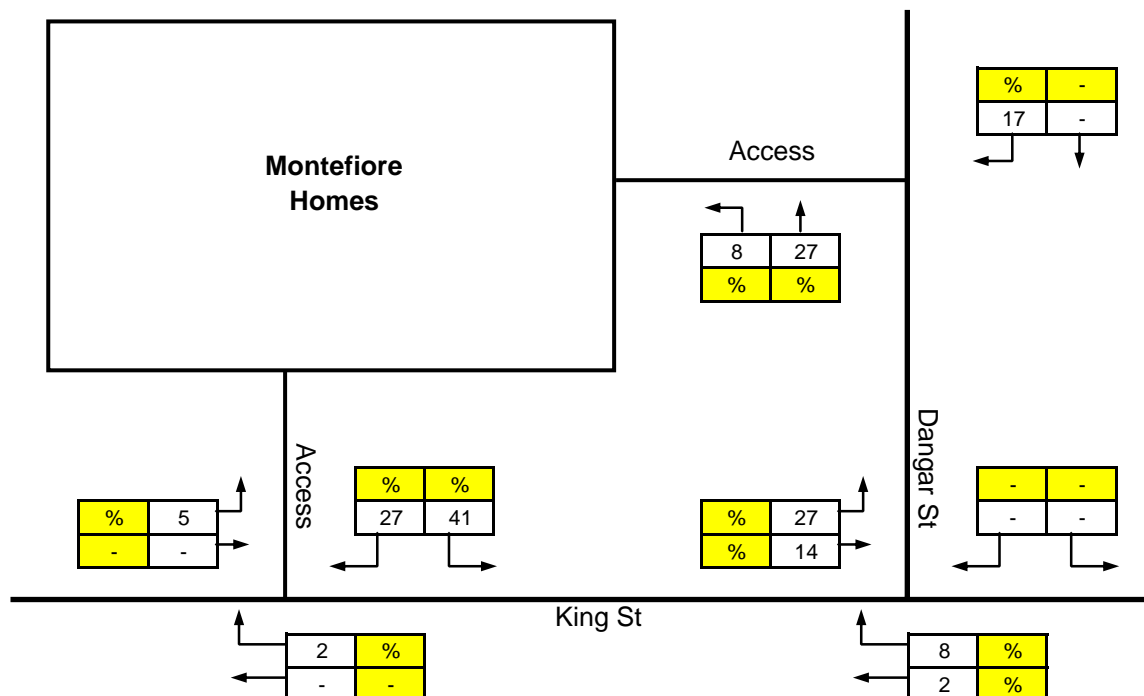 % -
17 -
Montefiore
Homes
Access
8 27
% %
Access
Dangar St
% 5
- -
% %
27 41
% 27
% 14
- -
- -
King St
2 %
- -
8 %
2 %